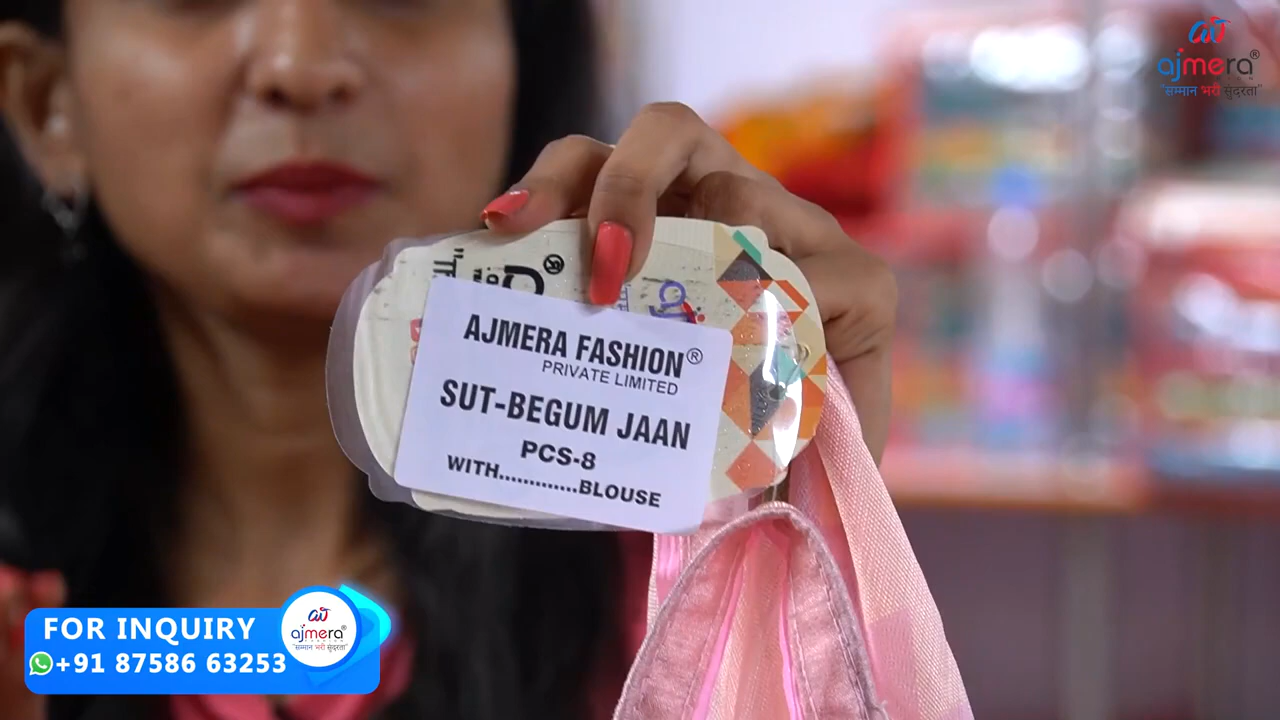 ajmera®
"सम्मान भरी सुंदरता"
AJMERA FASHION®
PRIVATE LIMITED
SUT-BEGUM JAAN
PCS-8
WITH.............BLOUSE
FOR INQUIRY
+91 87586 63253
ajmera®
FASHION
"सम्मान भरी सुंदरता"